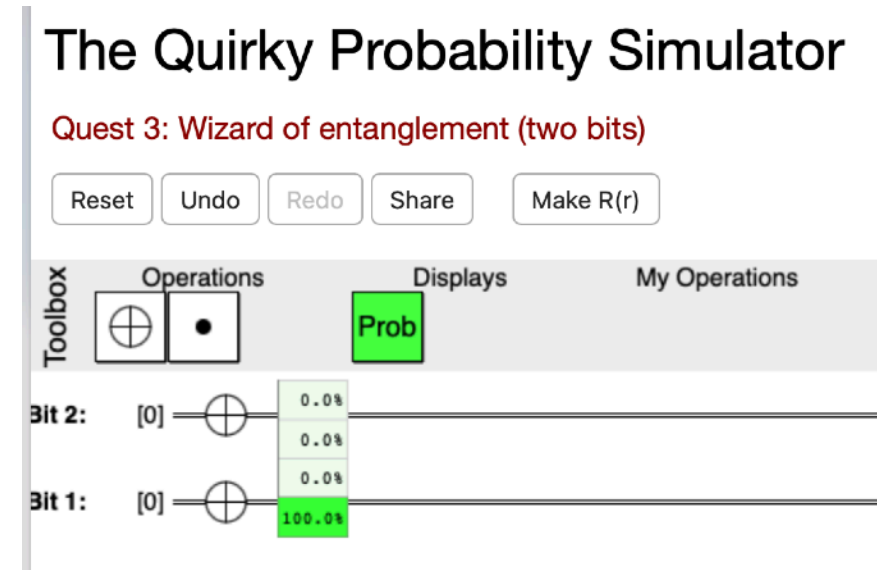 The Quirky Probability Simulator
Quest 3: Wizard of entanglement (two bits)
Reset Undo Redo Share Make R(r)
Toolbox
Operations Displays My Operations
Prob
Bit 2: [0]
0.0%
0.0%
0.0%
Bit 1: [0]
100.0%